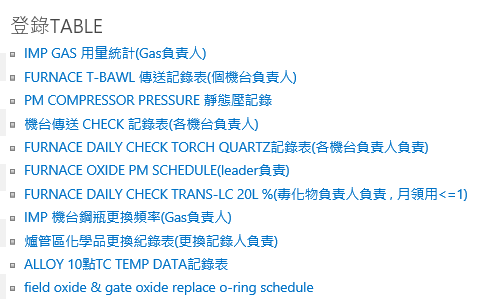 登錄TABLE
IMP GAS 用量統計(Gas負責人)
FURNACE T-BAWL 傳送記錄表(個機台負責人)
PM COMPRESSOR PRESSURE 靜態壓記錄
機台傳送 CHECK 記錄表(各機台負責人)
FURNACE DAILY CHECK TORCH QUARTZ記錄表(各機台負責人負責)
FURNACE OXIDE PM SCHEDULE(leader負責)
FURNACE DAILY CHECK TRANS-LC 20L %(毒化物負責人負責 , 月領用<=1)
IMP 機台鋼瓶更換頻率(Gas負責人)
爐管區化學品更換紀錄表(更換記錄人負責)
ALLOY 10點TC TEMP DATA記錄表
field oxide & gate oxide replace o-ring schedule